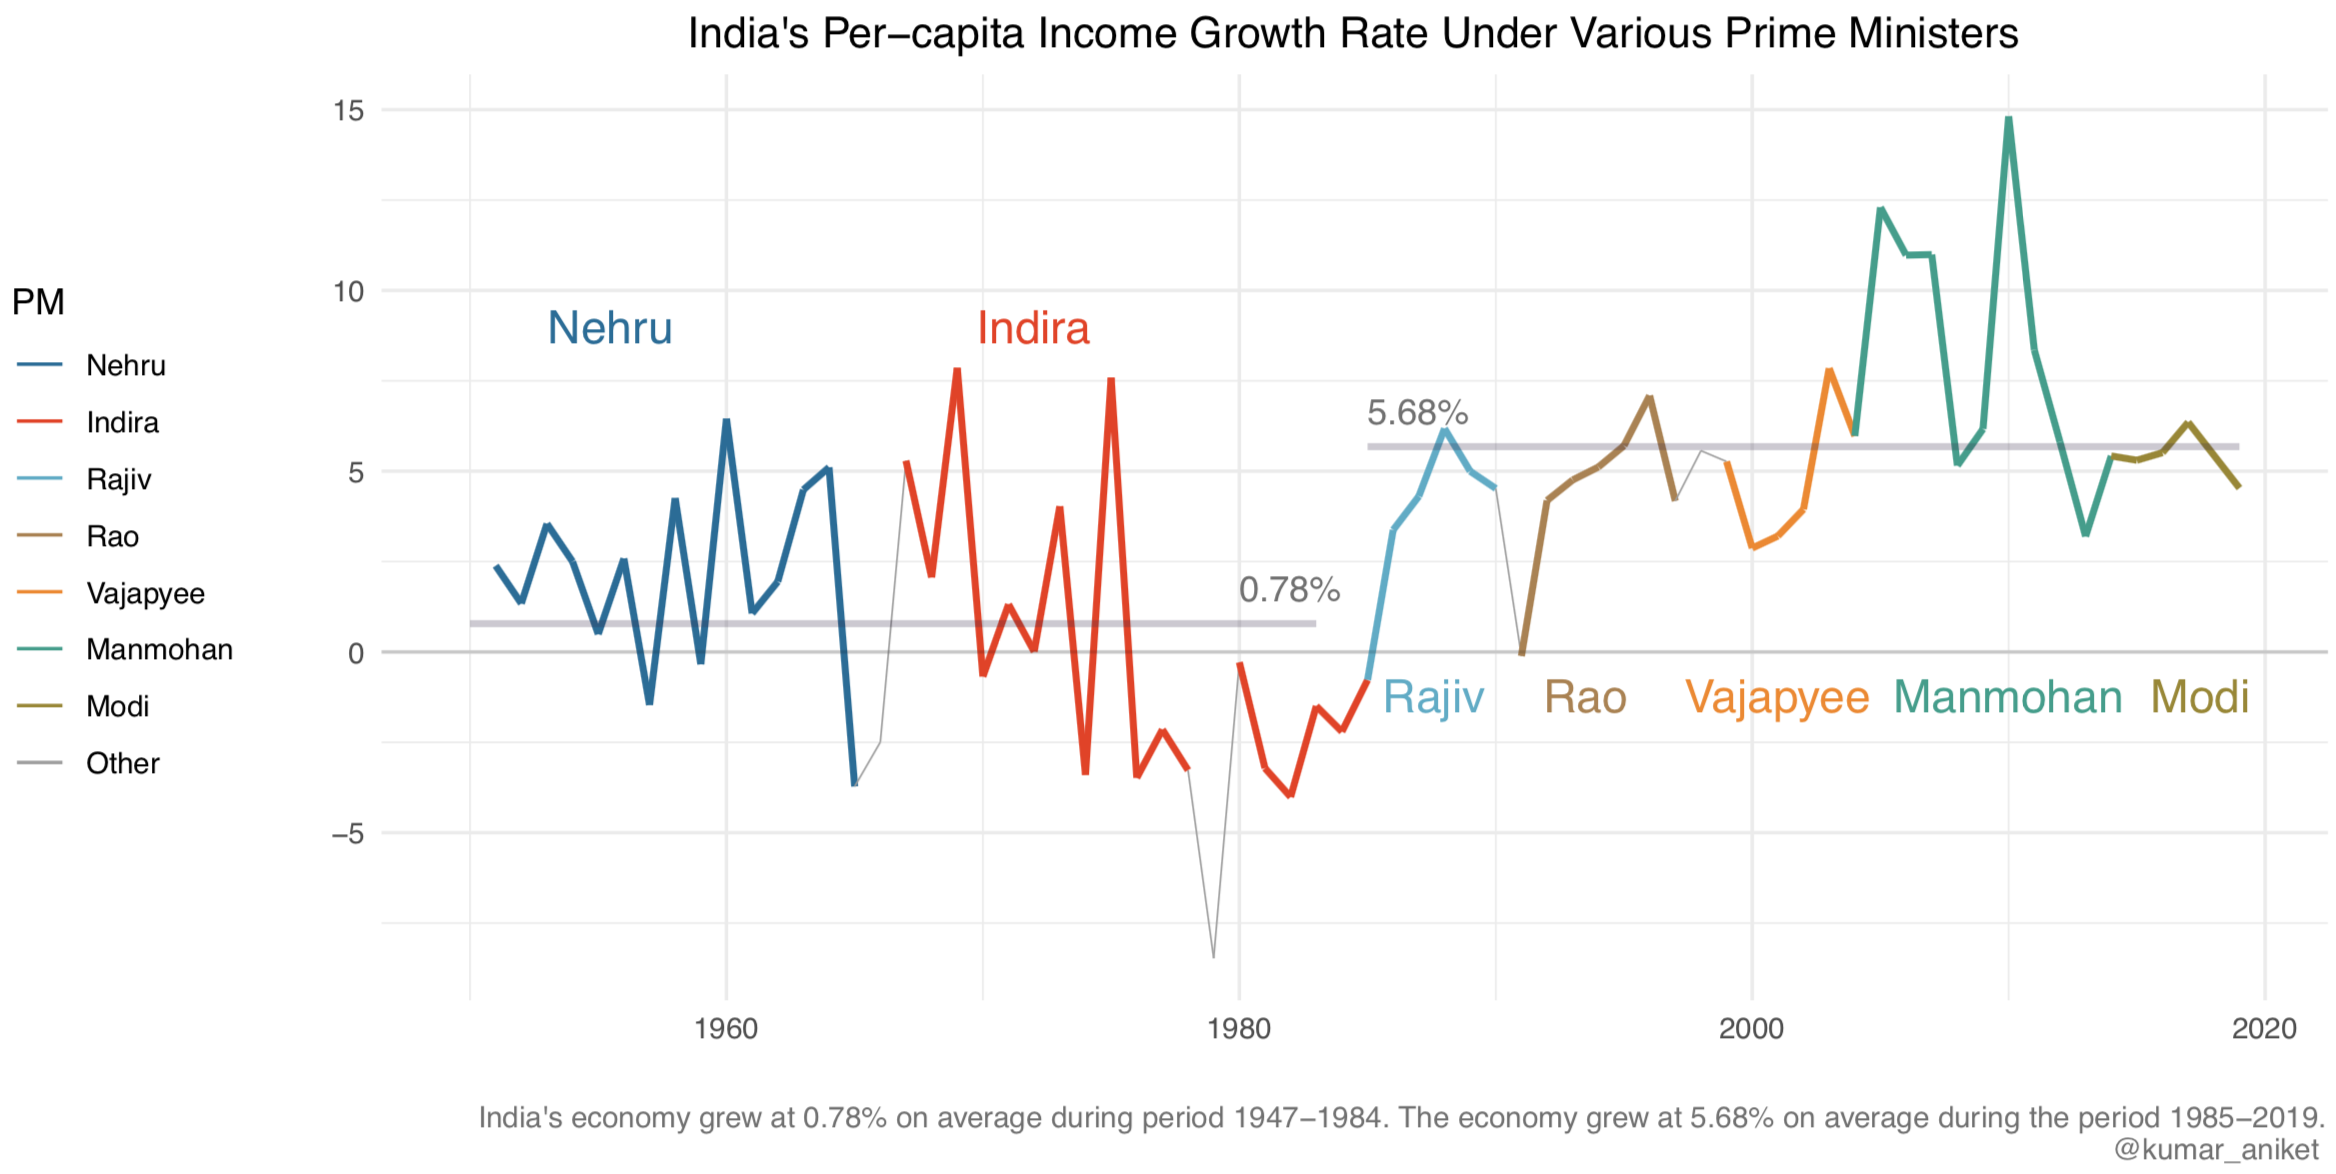 India's Per-capita Income Growth Rate Under Various Prime Ministers
15
10
5
0
−5
PM
Nehru
Indira
Rajiv
Rao
Vajapyee
Manmohan
Modi
Other
Nehru
Indira
5.68%
0.78%
Rajiv
Rao
Vajapyee
Manmohan
Modi
1960
1980
2000
2020
India's economy grew at 0.78% on average during period 1947−1984. The economy grew at 5.68% on average during the period 1985−2019.
@kumar_aniket